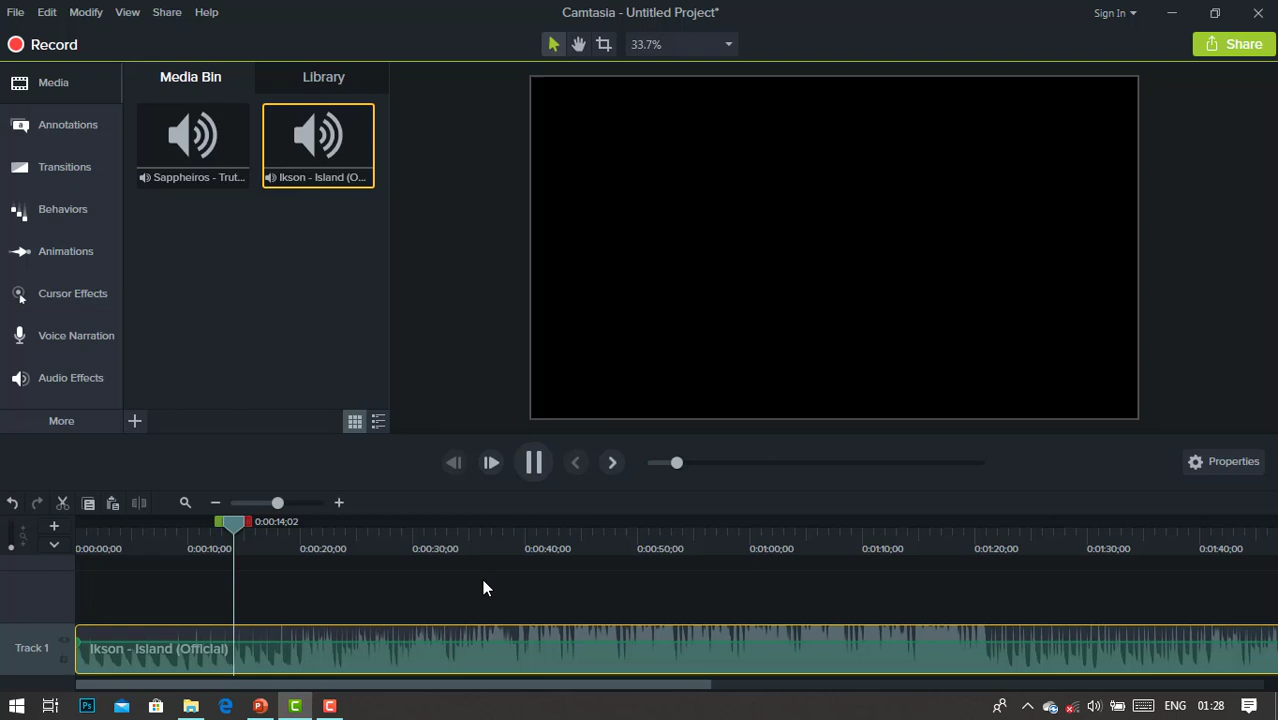 File Edit Modify View Share Help
Camtasia - Untitled Project*
Sign In
Record
33.7%
Share
Media
Media Bin
Library
Annotations
Sappheiros - Trut...
Ikson - Island (O...
Transitions
Behaviors
Animations
Cursor Effects
Voice Narration
Audio Effects
More
Properties
0:00:14;02
0:00:00;00 0:00:10;00 0:00:20;00 0:00:30;00 0:00:40;00 0:00:50;00 0:01:00;00 0:01:10;00 0:01:20;00 0:01:30;00 0:01:40;00
Track 1
Ikson - Island (Official)
ENG 01:28